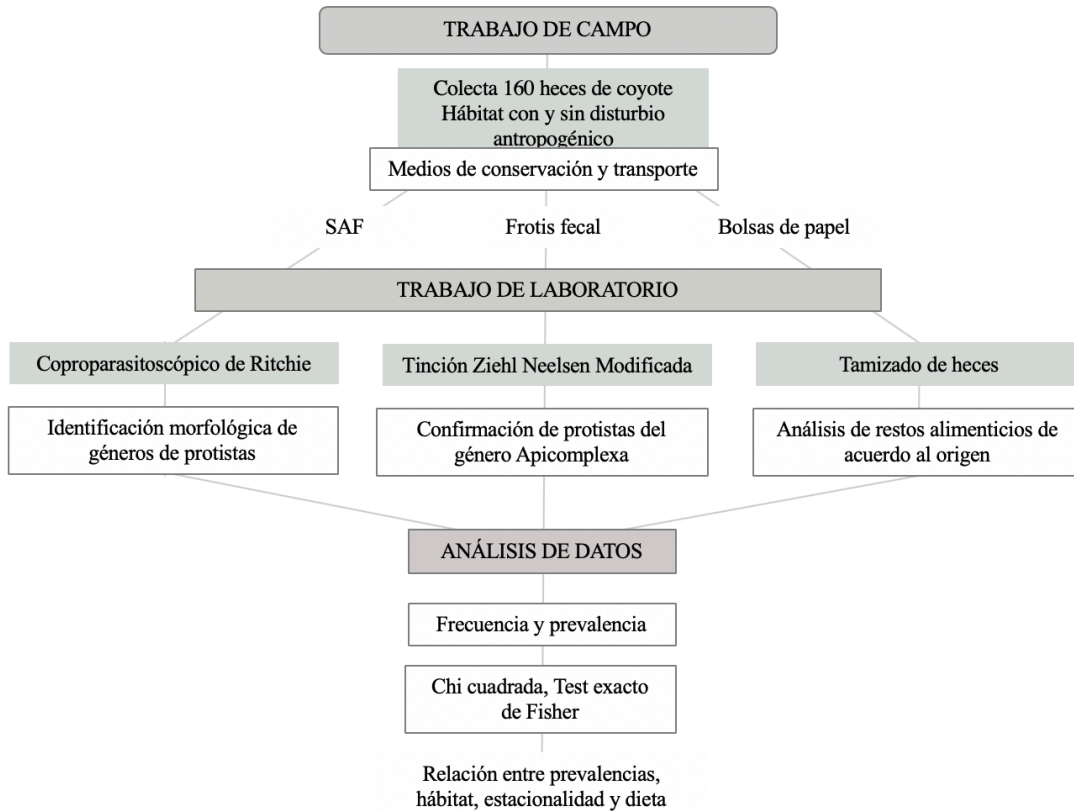 TRABAJO DE CAMPO
Colecta 160 heces de coyote
Hábitat con y sin disturbio
antropogénico
Medios de conservación y transporte
SAF
Frotis fecal
Bolsas de papel
TRABAJO DE LABORATORIO
Coproparasitoscópico de Ritchie
Tinción Ziehl Neelsen Modificada
Tamizado de heces
Identificación morfológica de
géneros de protistas
Confirmación de protistas del
género Apicomplexa
Análisis de restos alimenticios de
acuerdo al origen
ANÁLISIS DE DATOS
Frecuencia y prevalencia
Chi cuadrada, Test exacto
de Fisher
Relación entre prevalencias,
hábitat, estacionalidad y dieta